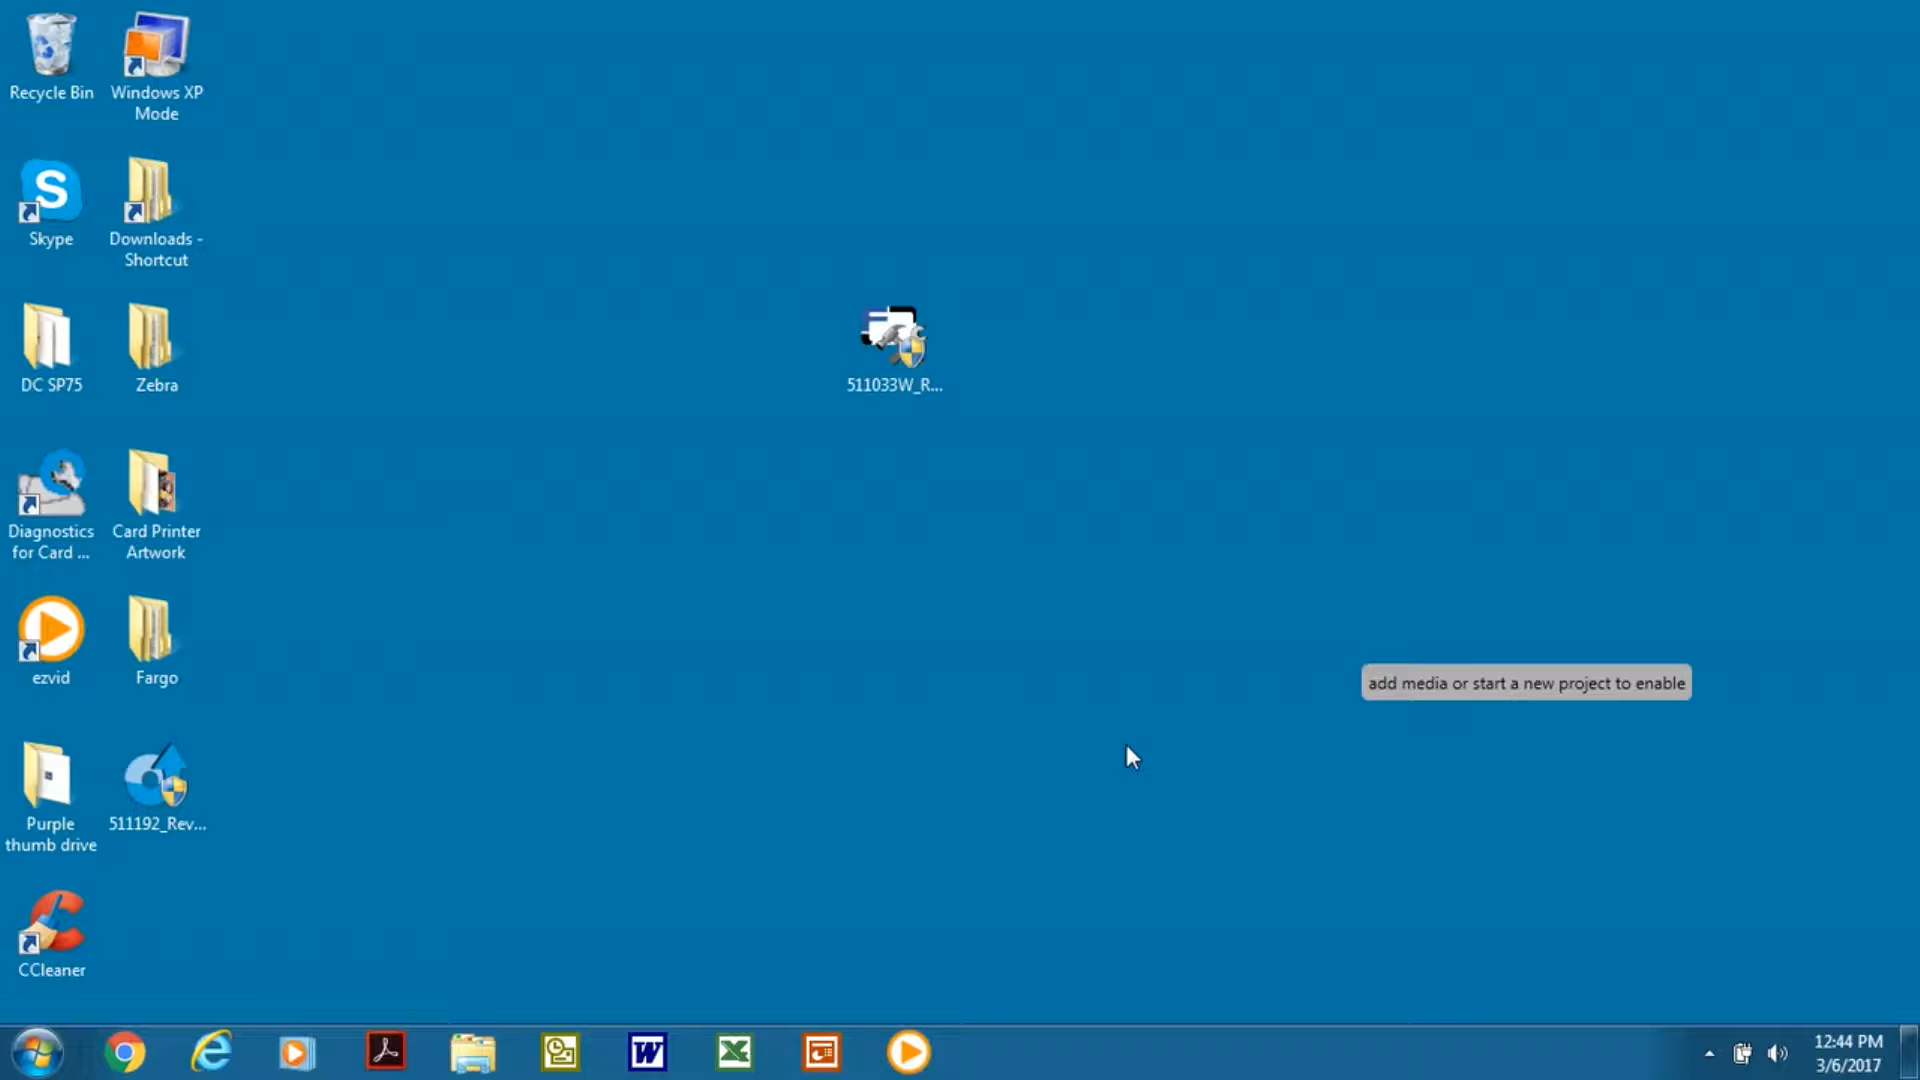 Recycle Bin
Windows XP
Mode
Skype
Downloads -
Shortcut
DC SP75
Zebra
511033W_R...
Diagnostics
for Card ...
Card Printer
Artwork
ezvid
Fargo
add media or start a new project to enable
Purple
thumb drive
511192_Rev...
CCleaner
12:44 PM
3/6/2017